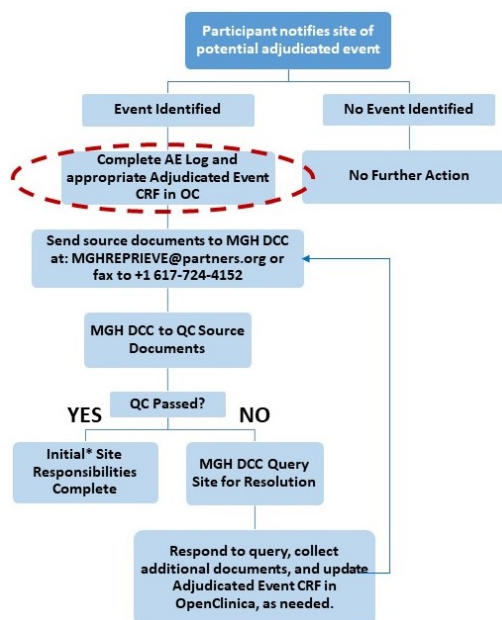 Participant notifies site of
potential adjudicated event
Event Identified
No Event Identified
Complete AE Log and
appropriate Adjudicated Event
CRF in OC
No Further Action
Send source documents to MGH DCC
at: MGHREPRIEVE@partners.org or
fax to +1 617-724-4152
MGH DCC to QC Source
Documents
QC Passed?
YES
NO
Initial* Site
Responsibilities
Complete
MGH DCC Query
Site for Resolution
Respond to query, collect
additional documents, and update
Adjudicated Event CRF in
OpenClinica, as needed.